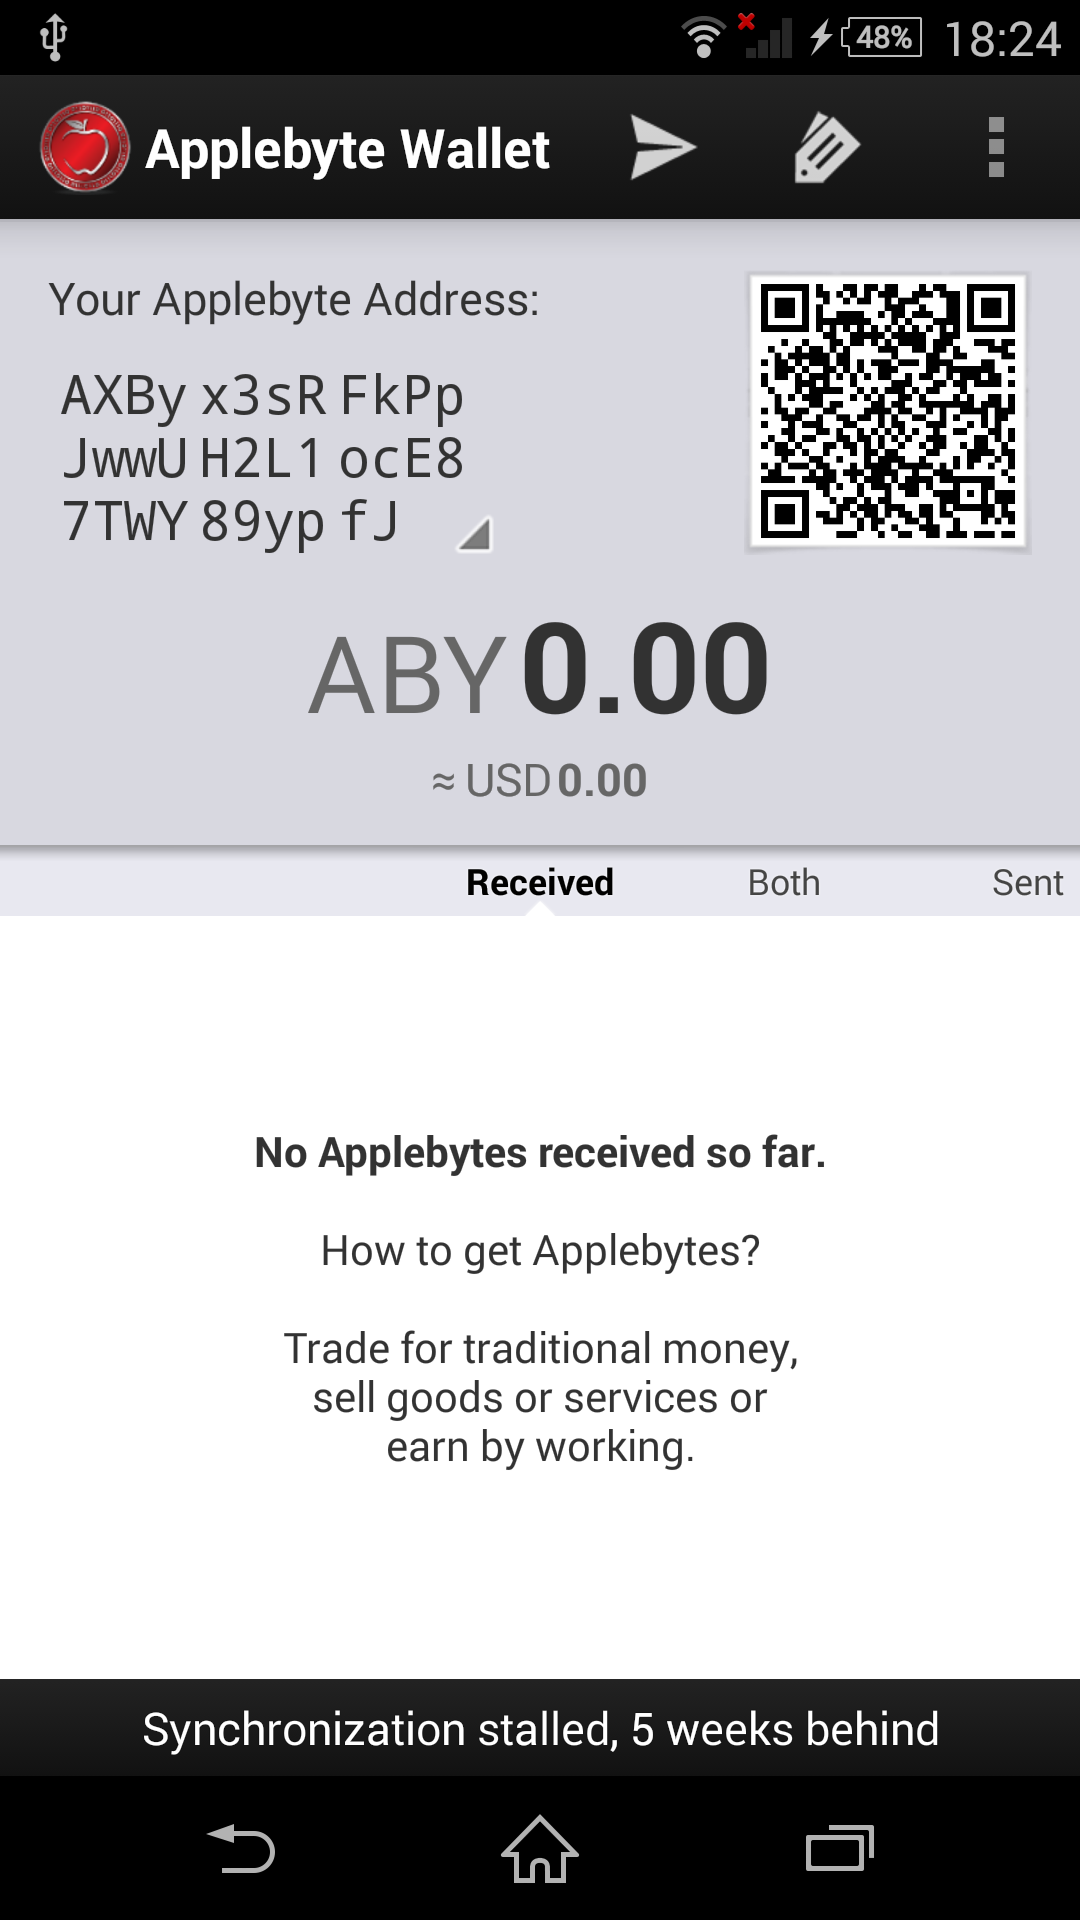 48% 18:24
Applebyte Wallet
Your Applebyte Address:
AXBy x3sR FkPp
JwwU H2L1 ocE8
7TWY 89yp fJ
ABY 0.00
≈ USD 0.00
Received Both Sent
No Applebytes received so far.
How to get Applebytes?
Trade for traditional money,
sell goods or services or
earn by working.
Synchronization stalled, 5 weeks behind